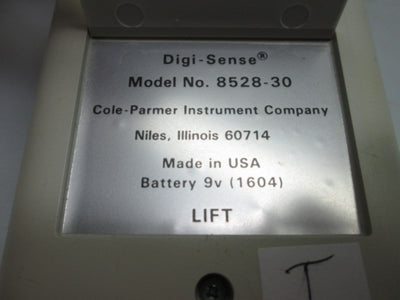 Digi-Sense®
Model No. 8528-30
Cole-Parmer Instrument Company
Niles, Illinois 60714
Made in USA
Battery 9v (1604)
LIFT
I